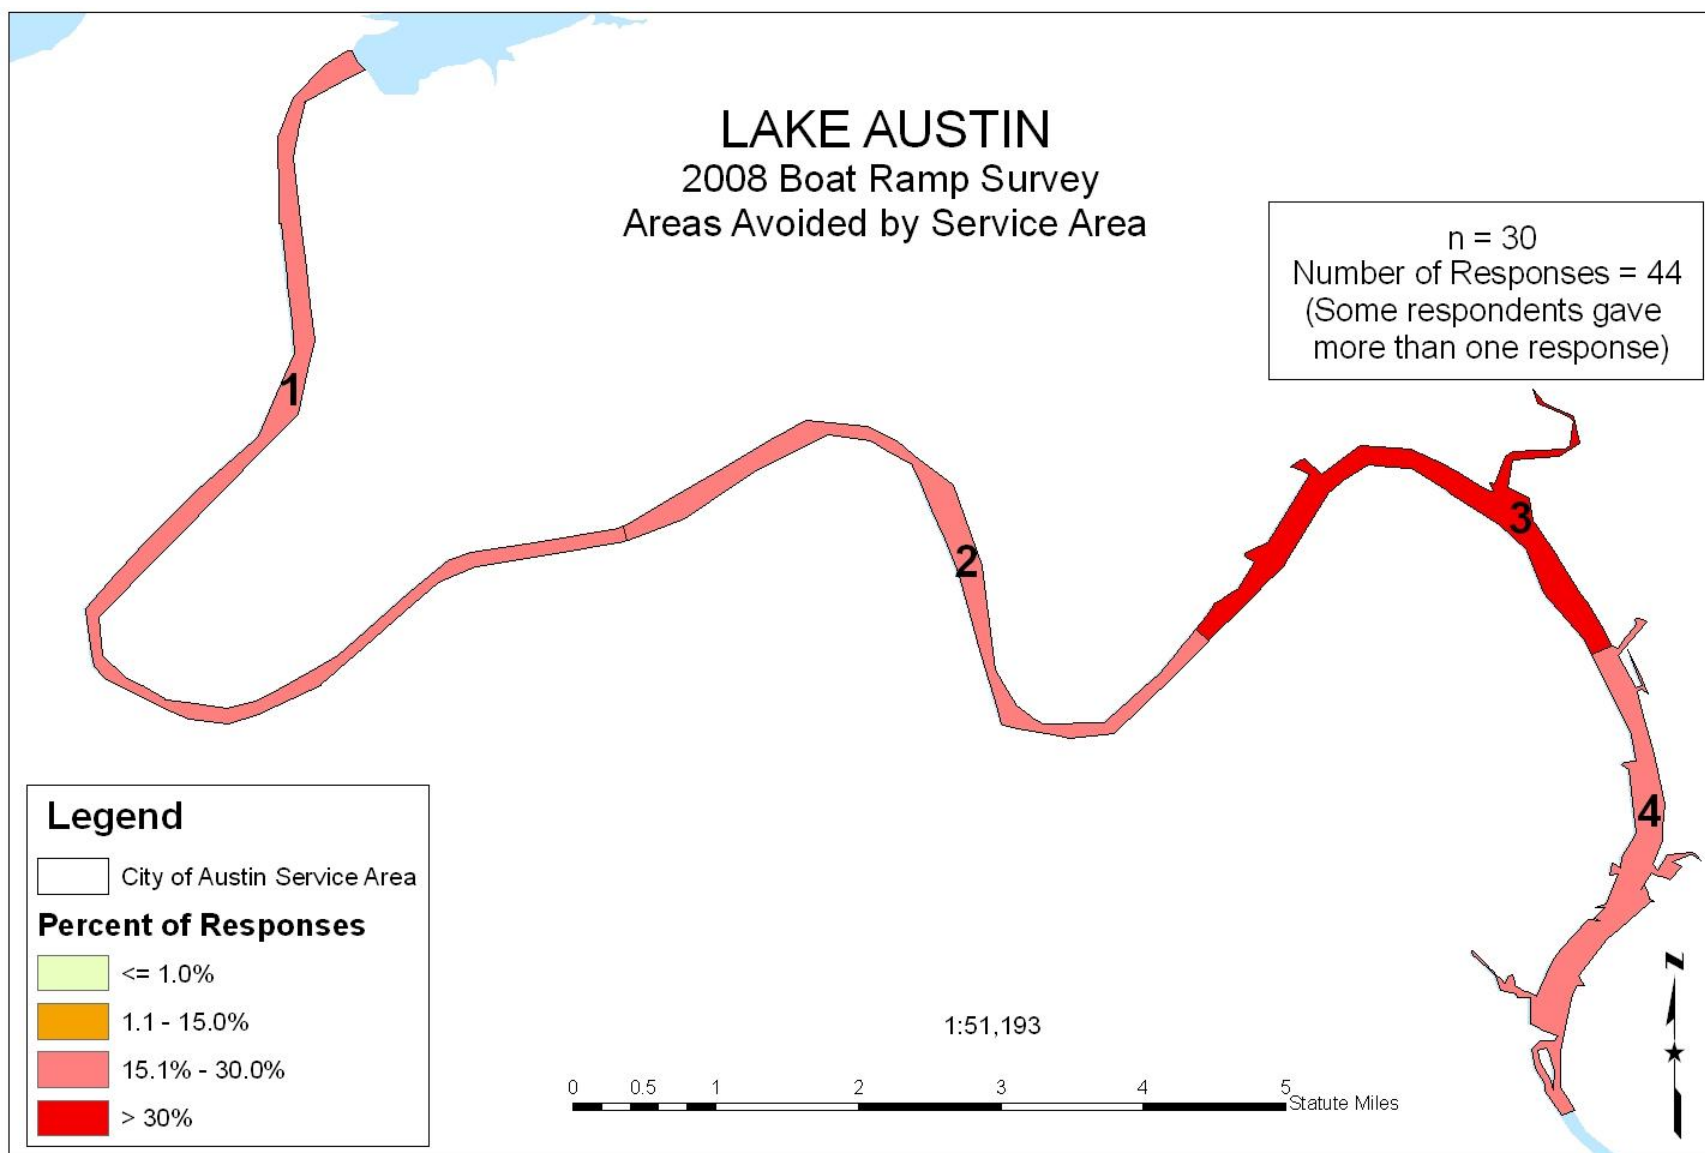 LAKE AUSTIN
2008 Boat Ramp Survey
Areas Avoided by Service Area
n = 30
Number of Responses = 44
(Some respondents gave
more than one response)
1
2
3
4
Legend
City of Austin Service Area
Percent of Responses
<= 1.0%
1.1 - 15.0%
15.1% - 30.0%
> 30%
1:51,193
0 0.5 1 2 3 4 5
Statute Miles
N